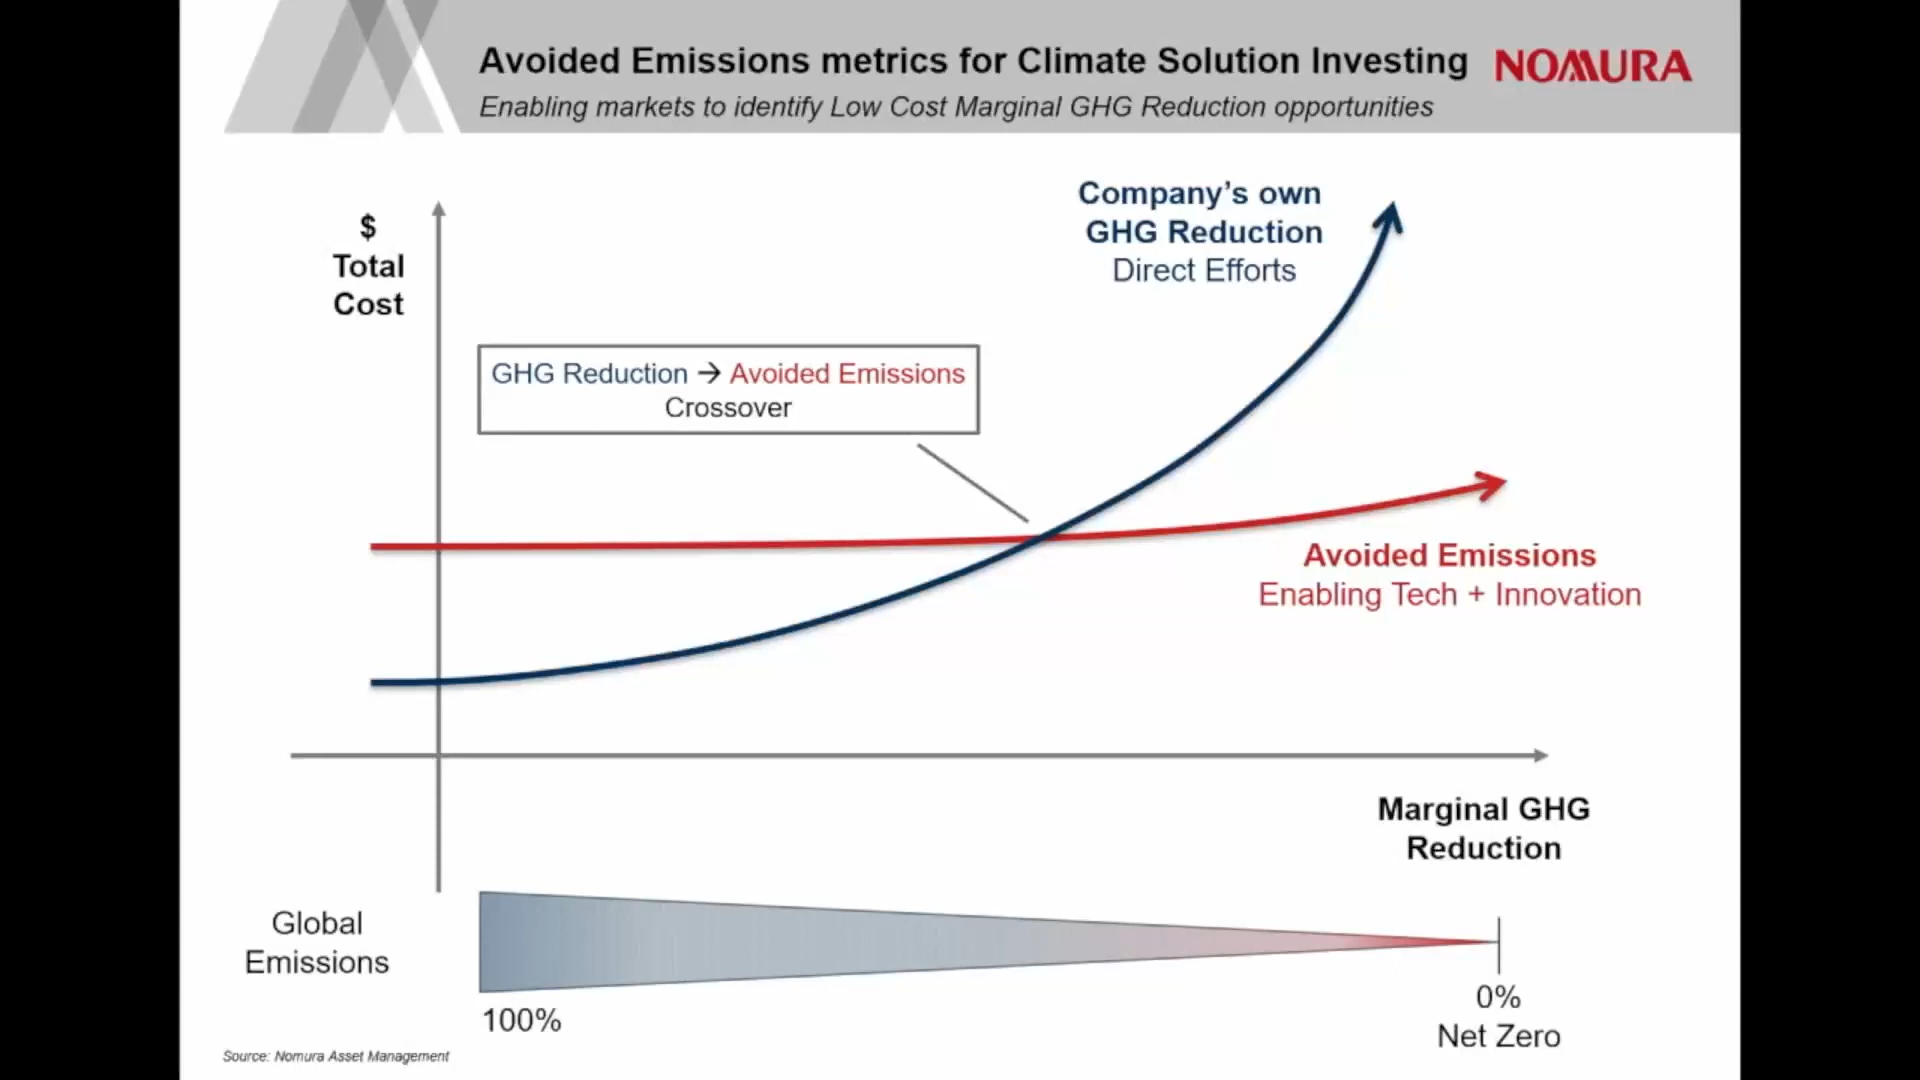 Avoided Emissions metrics for Climate Solution Investing
NOMURA
Enabling markets to identify Low Cost Marginal GHG Reduction opportunities
$
Total
Cost
Company’s own
GHG Reduction
Direct Efforts
GHG Reduction → Avoided Emissions
Crossover
Avoided Emissions
Enabling Tech + Innovation
Marginal GHG
Reduction
Global
Emissions
100%
0%
Net Zero
Source: Nomura Asset Management